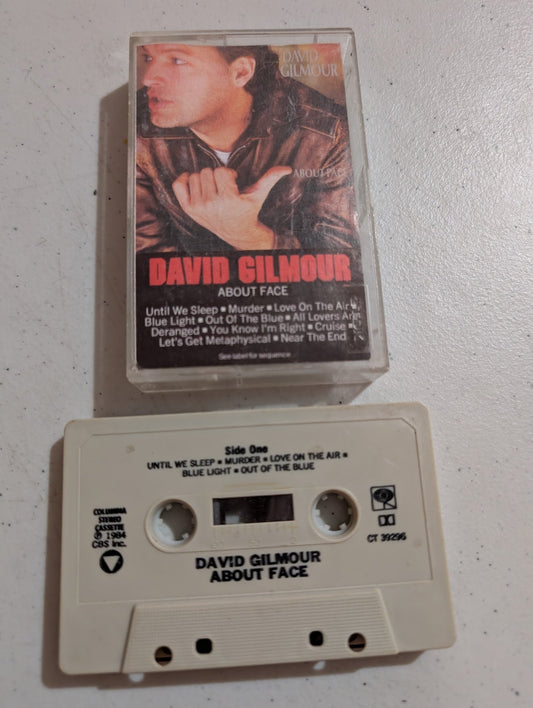 DAVID
GILMOUR
ABOUT FACE
DAVID GILMOUR
ABOUT FACE
Until We Sleep ▪ Murder ▪ Love On The Air ▪
Blue Light ▪ Out Of The Blue ▪ All Lovers Are
Deranged ▪ You Know I'm Right ▪ Cruise ▪
Let's Get Metaphysical ▪ Near The End
See label for sequence
Side One
UNTIL WE SLEEP ▪ MURDER ▪ LOVE ON THE AIR ▪
BLUE LIGHT ▪ OUT OF THE BLUE
COLUMBIA
STEREO
CASSETTE
℗ 1984
CBS Inc.
CT 39296
DAVID GILMOUR
ABOUT FACE